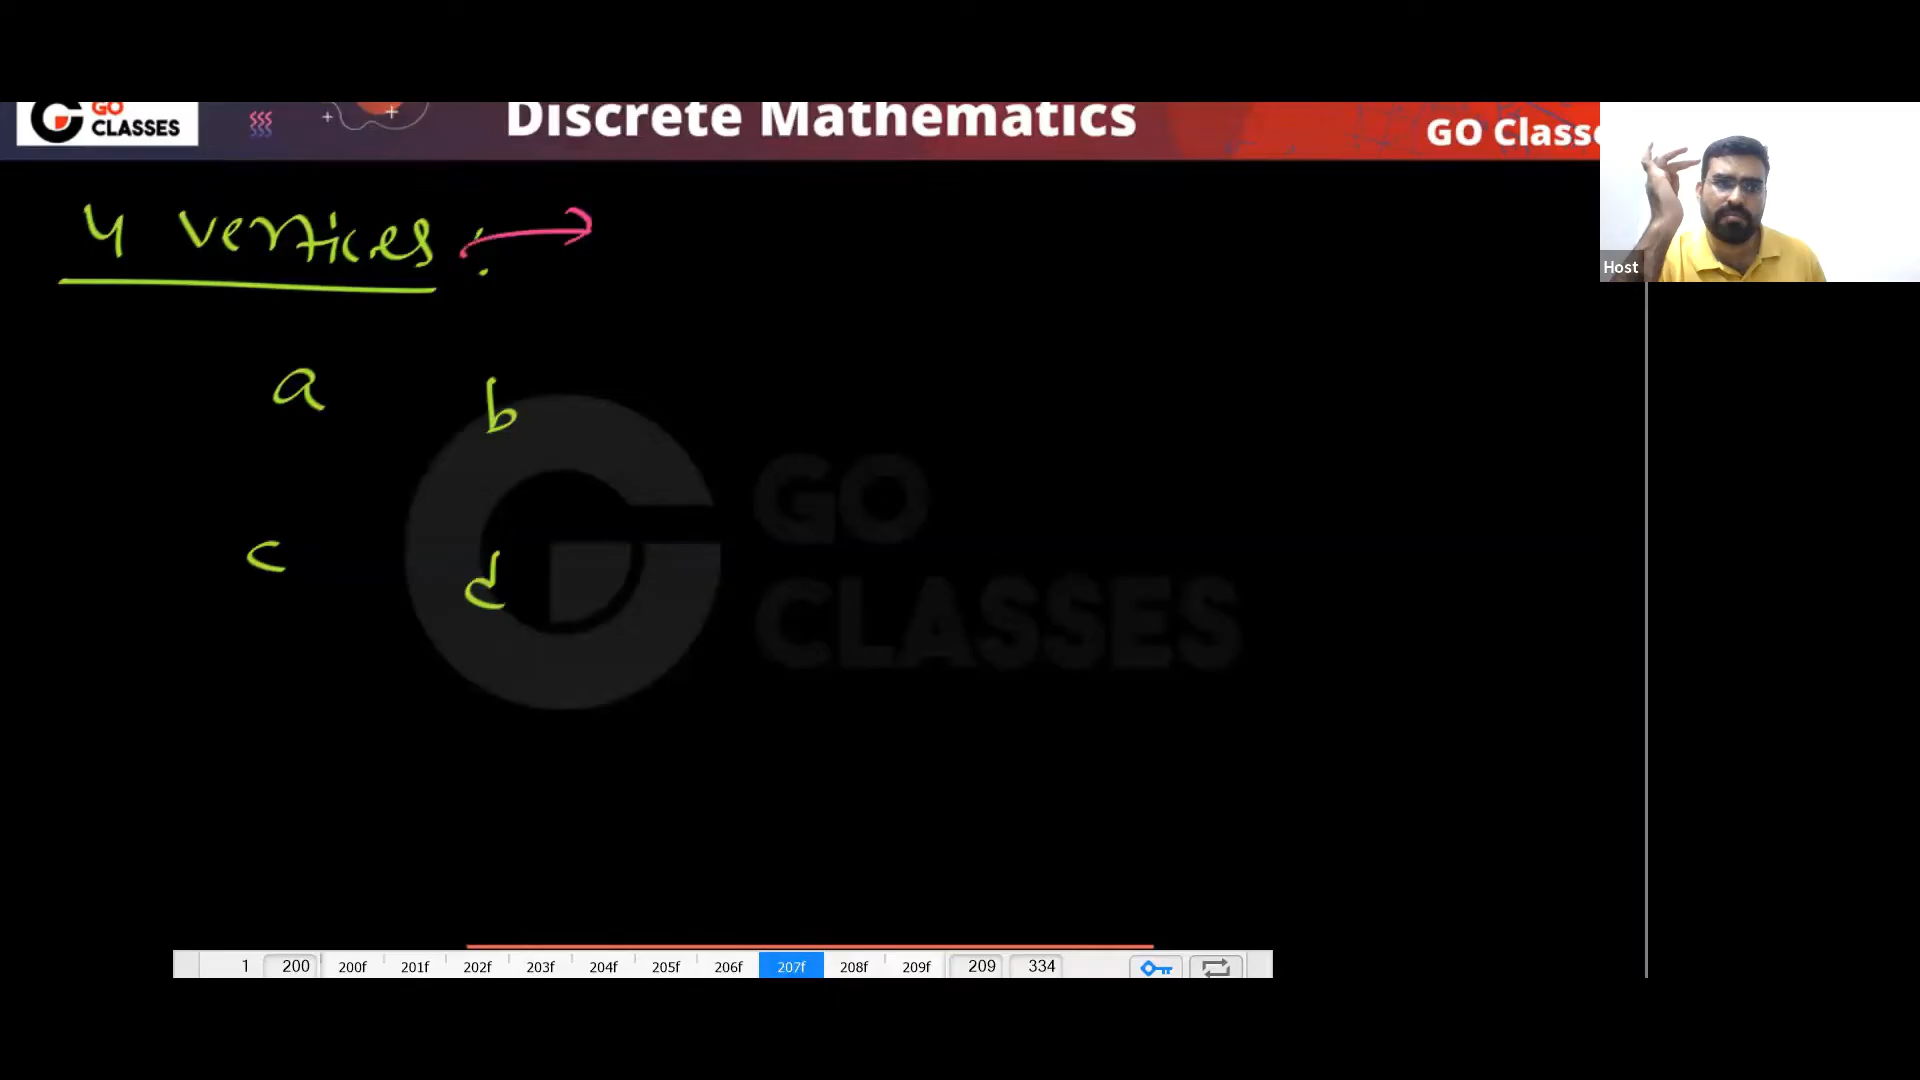 GO
CLASSES
Discrete Mathematics
GO Classe
Host
4 vertices :
a b
c d
GO
CLASSES
1 200 200f 201f 202f 203f 204f 205f 206f 207f 208f 209f 209 334